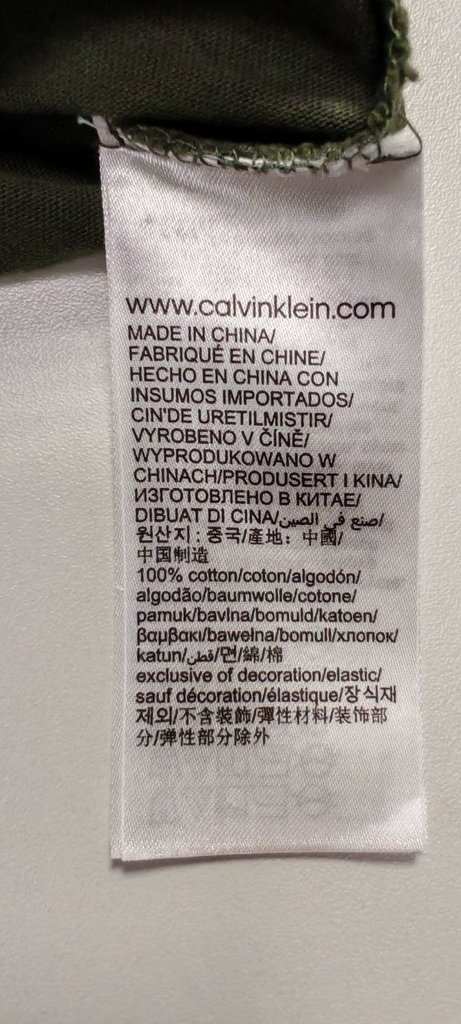 www.calvinklein.com
MADE IN CHINA/
FABRIQUÉ EN CHINE/
HECHO EN CHINA CON
INSUMOS IMPORTADOS/
CIN'DE URETILMISTIR/
VYROBENO V ČÍNĚ/
WYPRODUKOWANO W
CHINACH/PRODUSERT I KINA/
ИЗГОТОВЛЕНО В КИТАЕ/
DIBUAT DI CINA/صنع في الصين/
원산지 : 중국/產地：中國/
中国制造
100% cotton/coton/algodón/
algodão/baumwolle/cotone/
pamuk/bavlna/bomuld/katoen/
βαμβακι/bawełna/bomull/хлопок/
katun/قطن/면/綿/棉
exclusive of decoration/elastic/
sauf décoration/élastique/장식재
제외/不含裝飾/彈性材料/装饰部
分/弹性部分除外